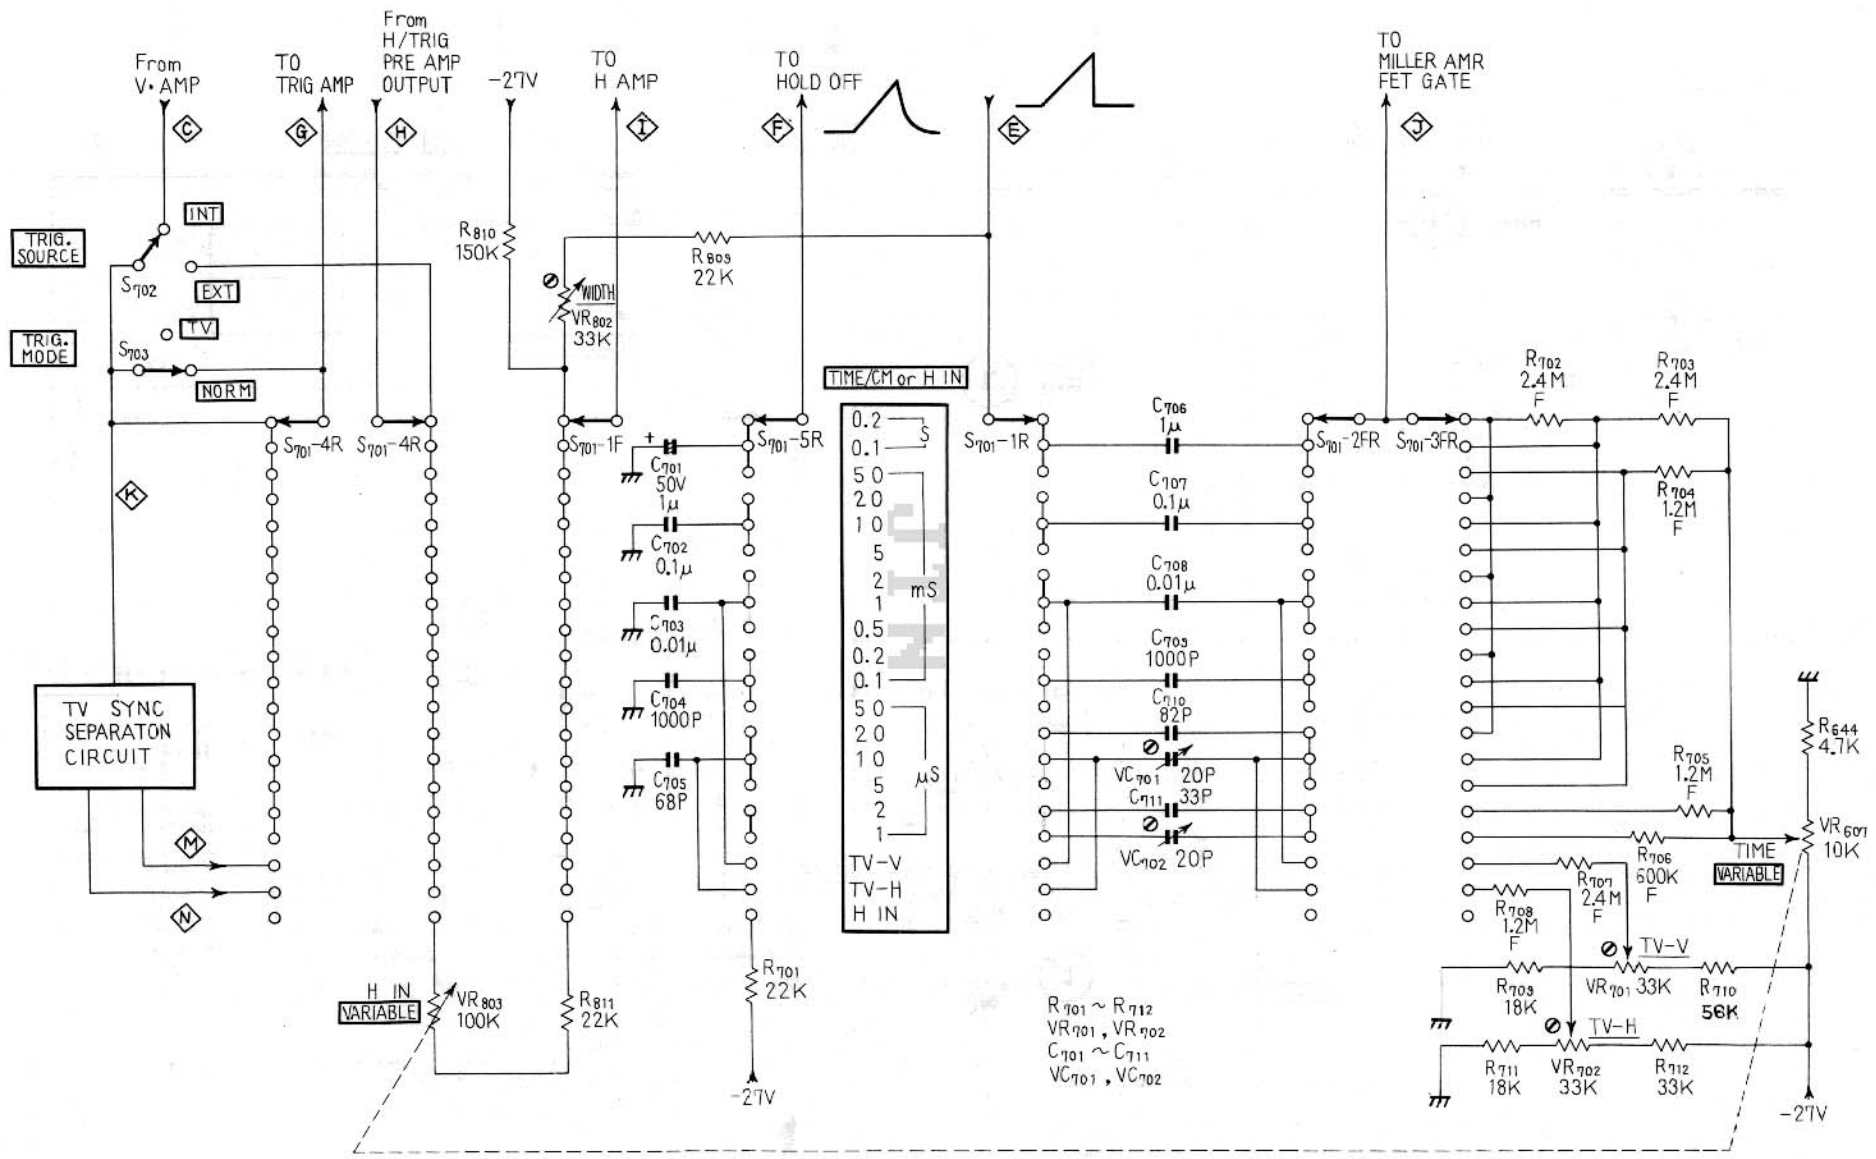 From
V·AMP
TO
TRIG AMP
From
H/TRIG
PRE AMP
OUTPUT
-27V
TO
H AMP
TO
HOLD OFF
TO
MILLER AMR
FET GATE
C
G
H
I
F
E
J
TRIG.
SOURCE
INT
S702
EXT
TV
TRIG.
MODE
S703
NORM
R810
150K
WIDTH
VR802
33K
R809
22K
S701-4R
S701-4R
S701-1F
S701-5R
S701-1R
S701-2FR
S701-3FR
K
TV SYNC
SEPARATON
CIRCUIT
M
N
+
C701
50V
1μ
C702
0.1μ
C703
0.01μ
C704
1000P
C705
68P
TIME/CM or H IN
0.2
0.1
S
50
20
10
5
2
1
0.5
0.2
0.1
mS
50
20
10
5
2
1
μS
TV-V
TV-H
H IN
JTM
C706
1μ
C707
0.1μ
C708
0.01μ
C709
1000P
C710
82P
VC701 20P
C711 33P
VC702 20P
R702
2.4M
F
R703
2.4M
F
R704
1.2M
F
R705
1.2M
F
R706
600K
F
R707
2.4M
F
R708
1.2M
F
R644
4.7K
VR607
10K
TIME
VARIABLE
TV-V
R709
18K
VR701 33K
R710
56K
TV-H
R711
18K
VR702
33K
R712
33K
-27V
H IN
VARIABLE
VR803
100K
R811
22K
R701
22K
-27V
R701 ~ R712
VR701, VR702
C701 ~ C711
VC701, VC702